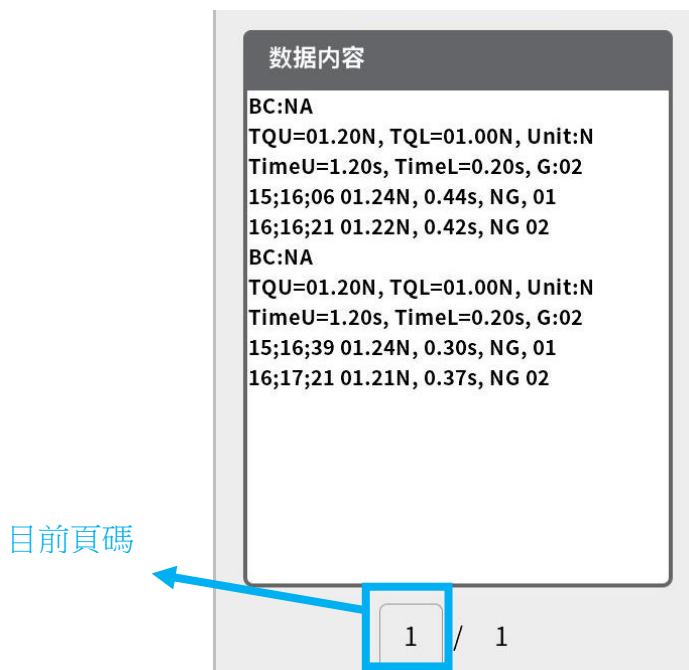 数据内容
BC:NA
TQU=01.20N, TQL=01.00N, Unit:N
TimeU=1.20s, TimeL=0.20s, G:02
15;16;06 01.24N, 0.44s, NG, 01
16;16;21 01.22N, 0.42s, NG 02
BC:NA
TQU=01.20N, TQL=01.00N, Unit:N
TimeU=1.20s, TimeL=0.20s, G:02
15;16;39 01.24N, 0.30s, NG, 01
16;17;21 01.21N, 0.37s, NG 02
目前頁碼
1 / 1